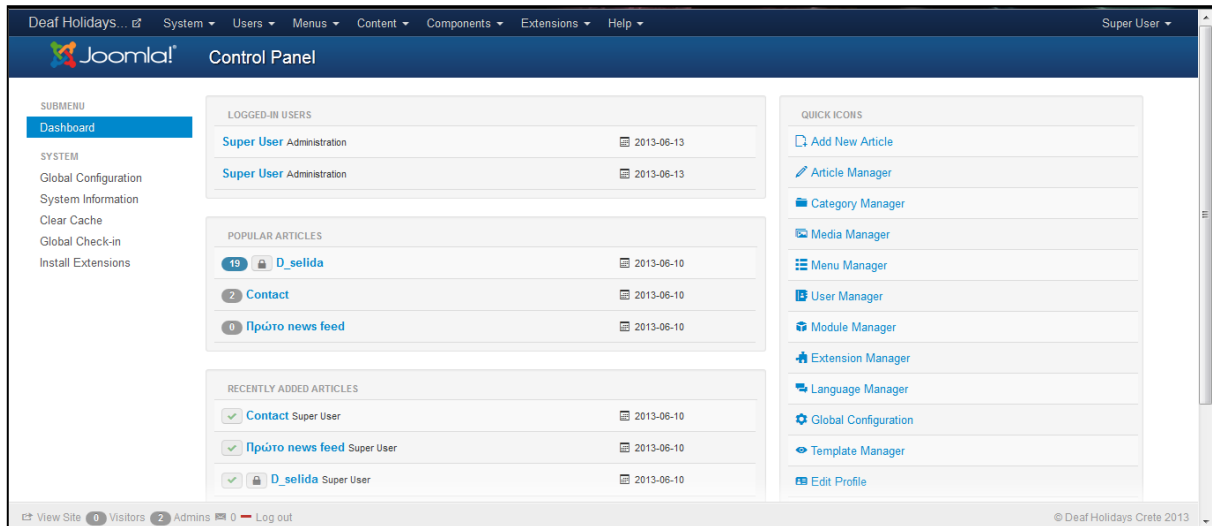 Deaf Holidays... System Users Menus Content Components Extensions Help Super User
Joomla!® Control Panel
SUBMENU
Dashboard
SYSTEM
Global Configuration
System Information
Clear Cache
Global Check-in
Install Extensions
LOGGED-IN USERS
Super User Administration 2013-06-13
Super User Administration 2013-06-13
POPULAR ARTICLES
19 D_selida 2013-06-10
2 Contact 2013-06-10
0 Πρώτο news feed 2013-06-10
RECENTLY ADDED ARTICLES
Contact Super User 2013-06-10
Πρώτο news feed Super User 2013-06-10
D_selida Super User 2013-06-10
QUICK ICONS
Add New Article
Article Manager
Category Manager
Media Manager
Menu Manager
User Manager
Module Manager
Extension Manager
Language Manager
Global Configuration
Template Manager
Edit Profile
View Site 0 Visitors 2 Admins 0 Log out © Deaf Holidays Crete 2013